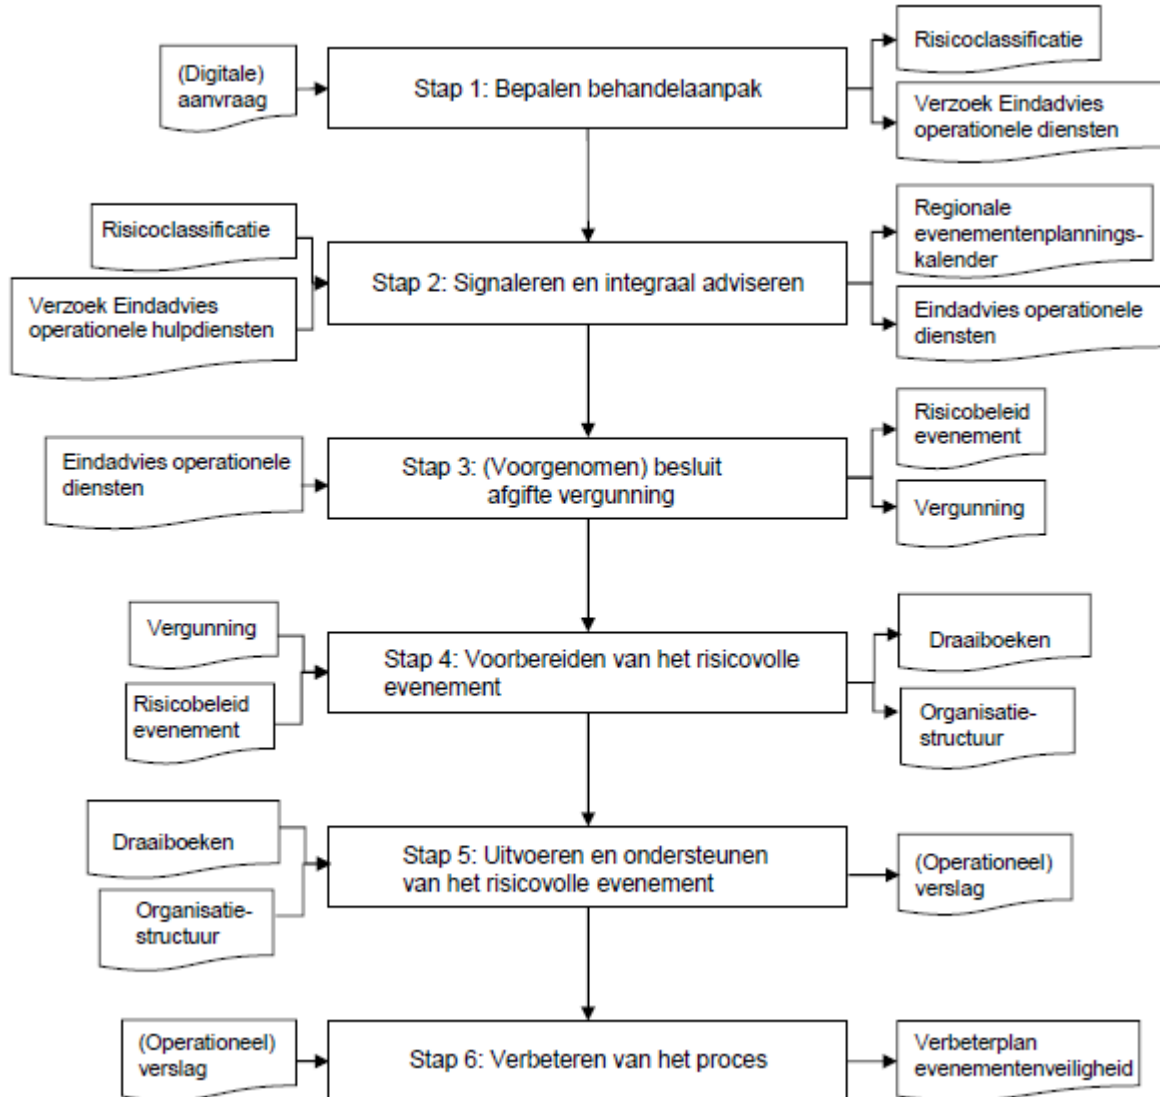 (Digitale)
aanvraag
Stap 1: Bepalen behandelaanpak
Risicoclassificatie
Verzoek Eindadvies
operationele diensten
Risicoclassificatie
Verzoek Eindadvies
operationele hulpdiensten
Stap 2: Signaleren en integraal adviseren
Regionale
evenementenplannings-
kalender
Eindadvies operationele
diensten
Eindadvies operationele
diensten
Stap 3: (Voorgenomen) besluit
afgifte vergunning
Risicobeleid
evenement
Vergunning
Vergunning
Risicobeleid
evenement
Stap 4: Voorbereiden van het risicovolle
evenement
Draaiboeken
Organisatie-
structuur
Draaiboeken
Organisatie-
structuur
Stap 5: Uitvoeren en ondersteunen
van het risicovolle evenement
(Operationeel)
verslag
(Operationeel)
verslag
Stap 6: Verbeteren van het proces
Verbeterplan
evenementenveiligheid